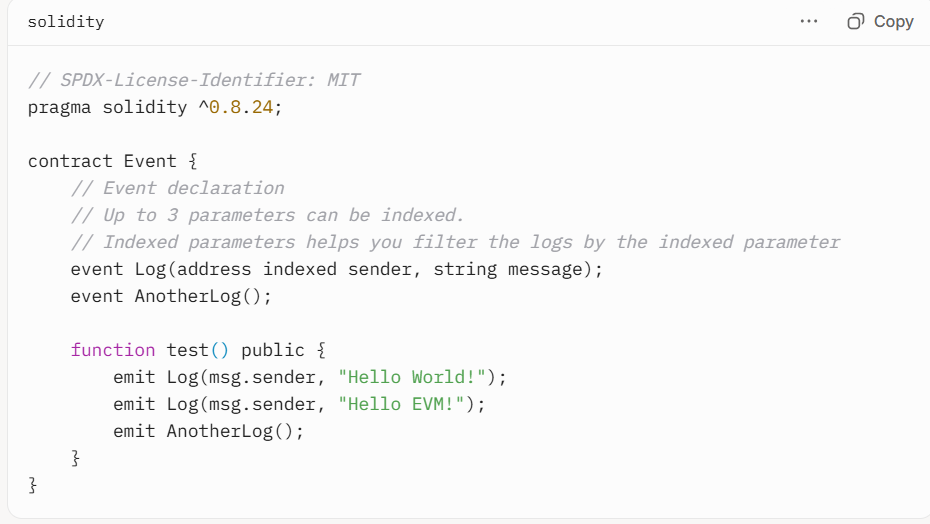 solidity
Copy
// SPDX-License-Identifier: MIT
pragma solidity ^0.8.24;
contract Event {
// Event declaration
// Up to 3 parameters can be indexed.
// Indexed parameters helps you filter the logs by the indexed parameter
event Log(address indexed sender, string message);
event AnotherLog();
function test() public {
emit Log(msg.sender, "Hello World!");
emit Log(msg.sender, "Hello EVM!");
emit AnotherLog();
}
}